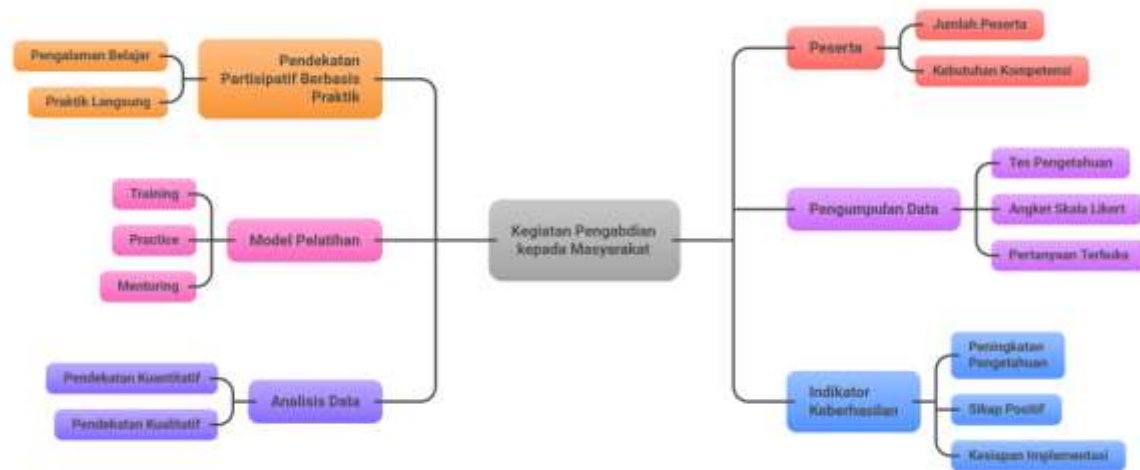 Pengalaman Belajar
Praktik Langsung
Pendekatan
Partisipatif Berbasis
Praktik
Training
Practice
Mentoring
Model Pelatihan
Pendekatan Kuantitatif
Pendekatan Kualitatif
Analisis Data
Kegiatan Pengabdian
kepada Masyarakat
Peserta
Jumlah Peserta
Kebutuhan Kompetensi
Pengumpulan Data
Tes Pengetahuan
Angket Skala Likert
Pertanyaan Terbuka
Indikator
Keberhasilan
Peningkatan
Pengetahuan
Sikap Positif
Kesiapan Implementasi